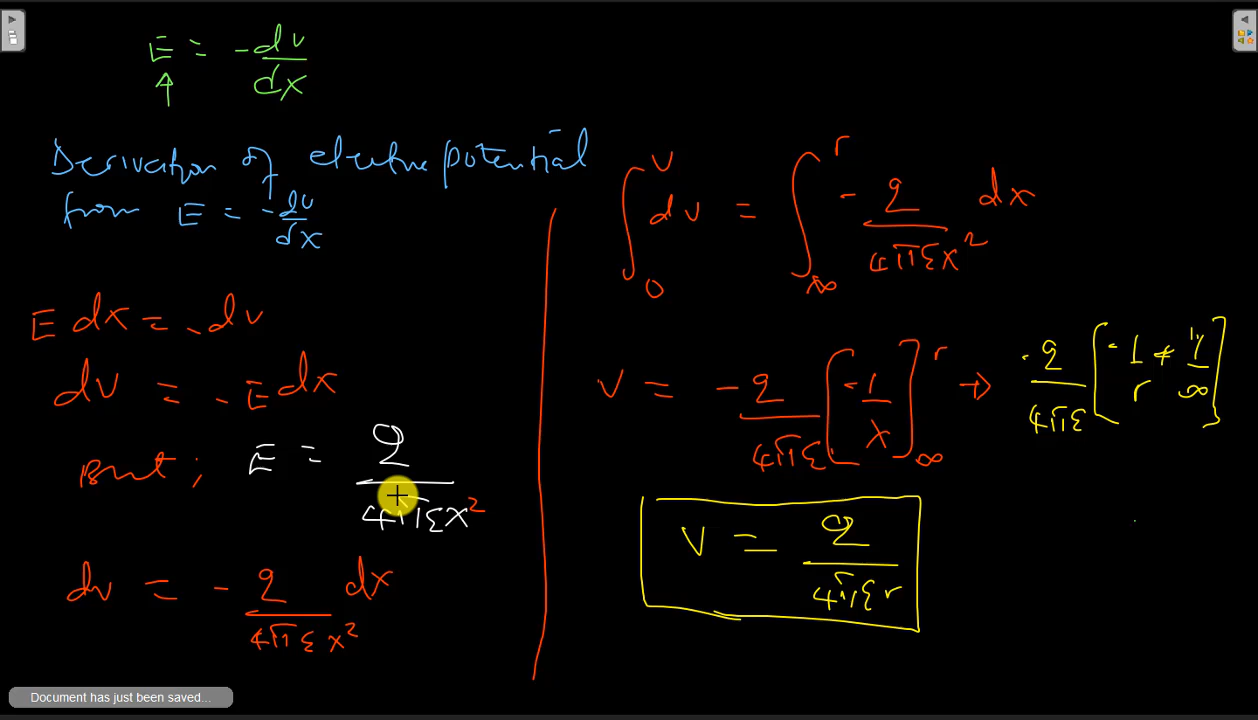 E = -dv/dx
Derivation of electric potential
from E = -dv/dx
E dx = -dv
dv = -E dx
But; E = Q/4πεx²
dv = -Q/4πεx² dx
∫₀^V dv = ∫_∞^r -Q/4πεx² dx
V = -Q/4πε [-1/x]_∞^r → -Q/4πε [-1/r + 1/∞]
V = Q/4πεr
Document has just been saved...